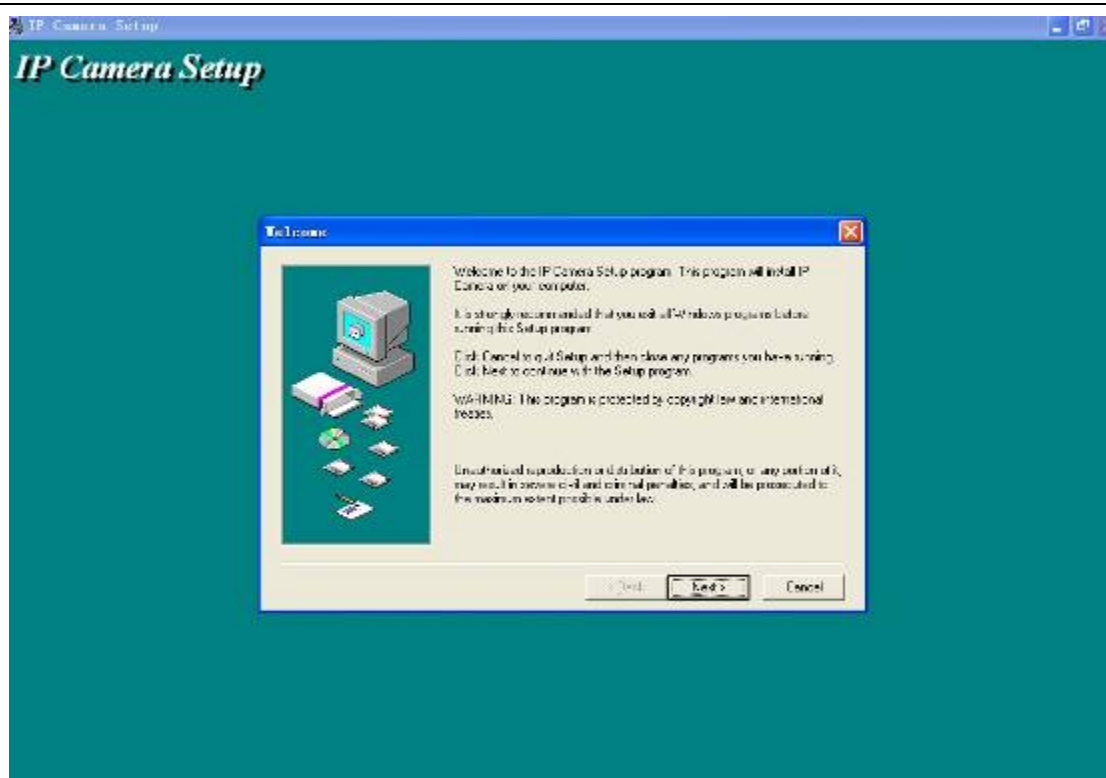 IP Camera Setup
IP Camera Setup
Welcome
Welcome to the IP Camera Setup program. This program will install IP
Camera on your computer.
It is strongly recommended that you exit all Windows programs before
running this Setup program.
Click Cancel to quit Setup and then close any programs you have running.
Click Next to continue with the Setup program.
WARNING: This program is protected by copyright law and international
treaties.
Unauthorized reproduction or distribution of this program, or any portion of it,
may result in severe civil and criminal penalties, and will be prosecuted to
the maximum extent possible under law.
< Back
Next >
Cancel